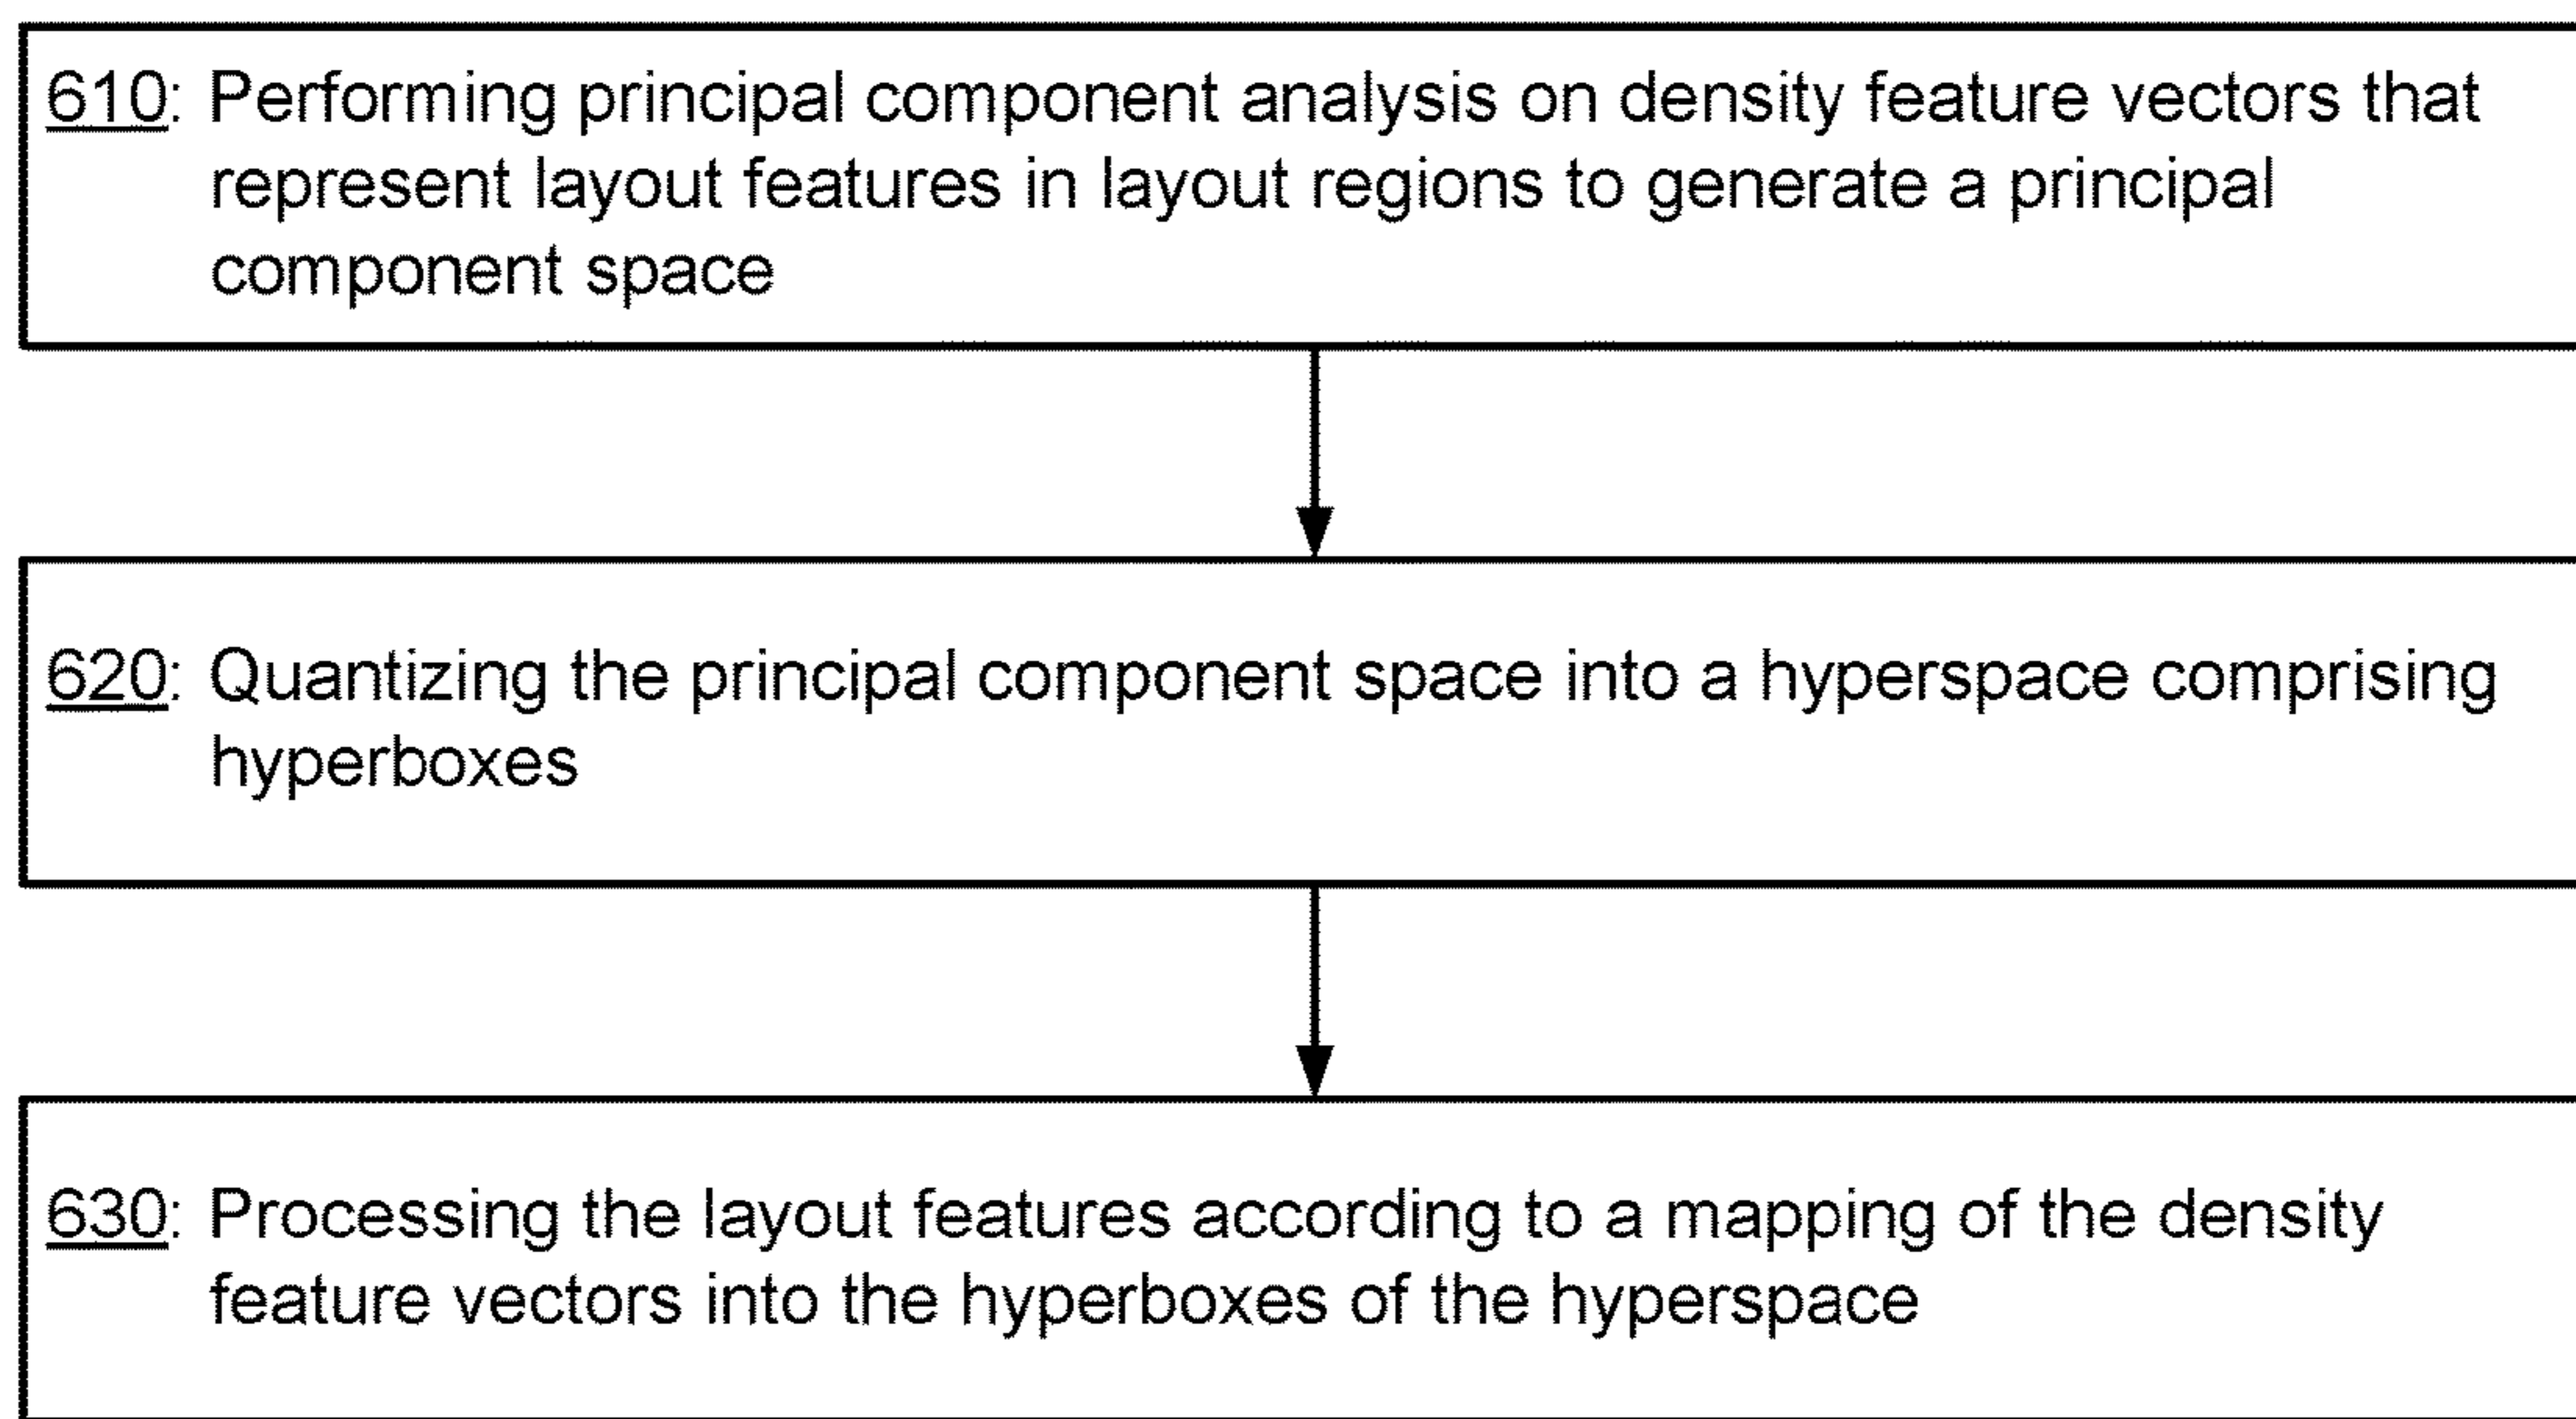 610: Performing principal component analysis on density feature vectors that
represent layout features in layout regions to generate a principal
component space
620: Quantizing the principal component space into a hyperspace comprising
hyperboxes
630: Processing the layout features according to a mapping of the density
feature vectors into the hyperboxes of the hyperspace